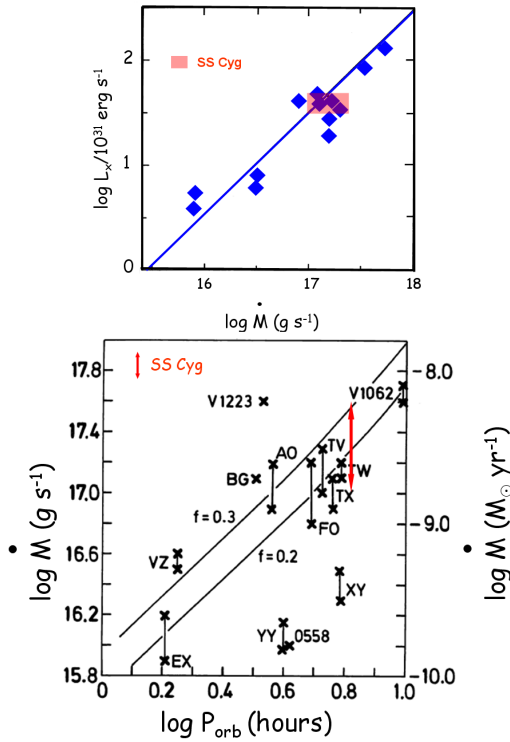 2
SS Cyg
log Lₓ/10³¹ erg s⁻¹
1
0
16
17
18
log Ṁ (g s⁻¹)
SS Cyg
17.8
V1223
V1062
-8.0
17.4
AO
TV
BG
TW
TX
17.0
f=0.3
FO
-9.0
16.6
VZ
f=0.2
XY
16.2
YY
0558
EX
15.8
-10.0
0
0.2
0.4
0.6
0.8
1.0
log P_orb (hours)
log Ṁ (g s⁻¹)
log Ṁ (M☉ yr⁻¹)